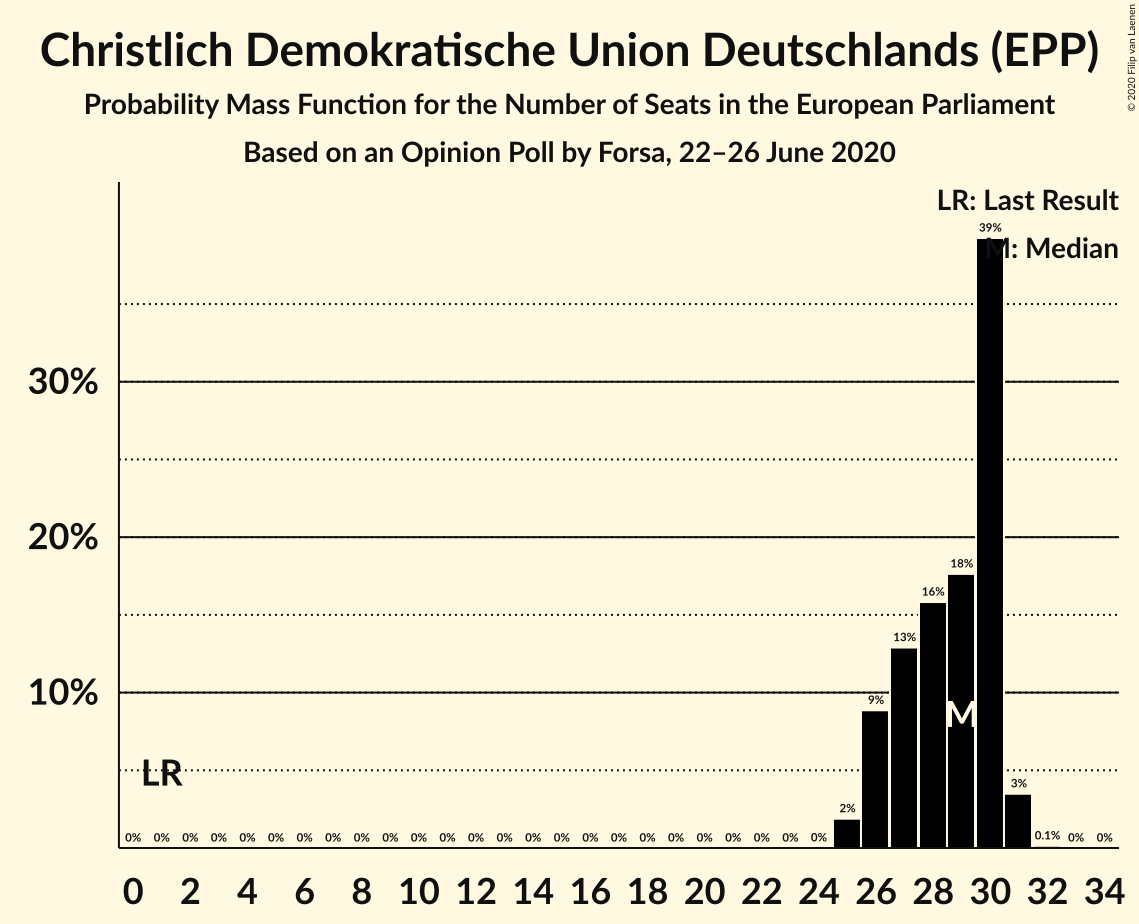 Christlich Demokratische Union Deutschlands (EPP)
Probability Mass Function for the Number of Seats in the European Parliament
Based on an Opinion Poll by Forsa, 22–26 June 2020
© 2020 Filip van Laenen
LR: Last Result
39%
M: Median
30%
20%
18%
16%
13%
10%
9%
M
LR
2% 3%
0% 0% 0% 0% 0% 0% 0% 0% 0% 0% 0% 0% 0% 0% 0% 0% 0% 0% 0% 0% 0% 0% 0% 0% 0% 0.1% 0% 0%
0 2 4 6 8 10 12 14 16 18 20 22 24 26 28 30 32 34